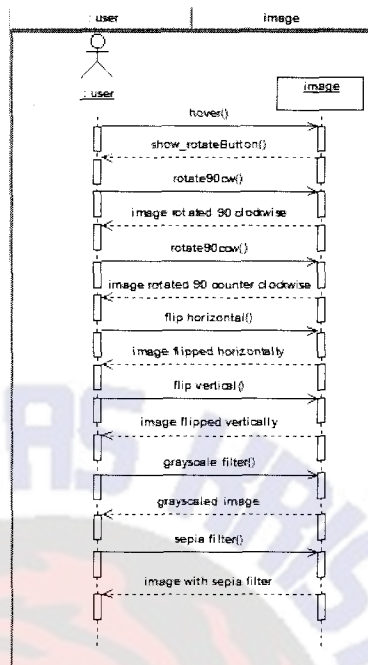 : user
image
: user
image
hover()
show_rotateButton()
rotate90cw()
image rotated 90 clockwise
rotate90ccw()
image rotated 90 counter clockwise
flip horizontal()
image flipped horizontally
flip vertical()
image flipped vertically
grayscale filter()
grayscaled image
sepia filter()
image with sepia filter